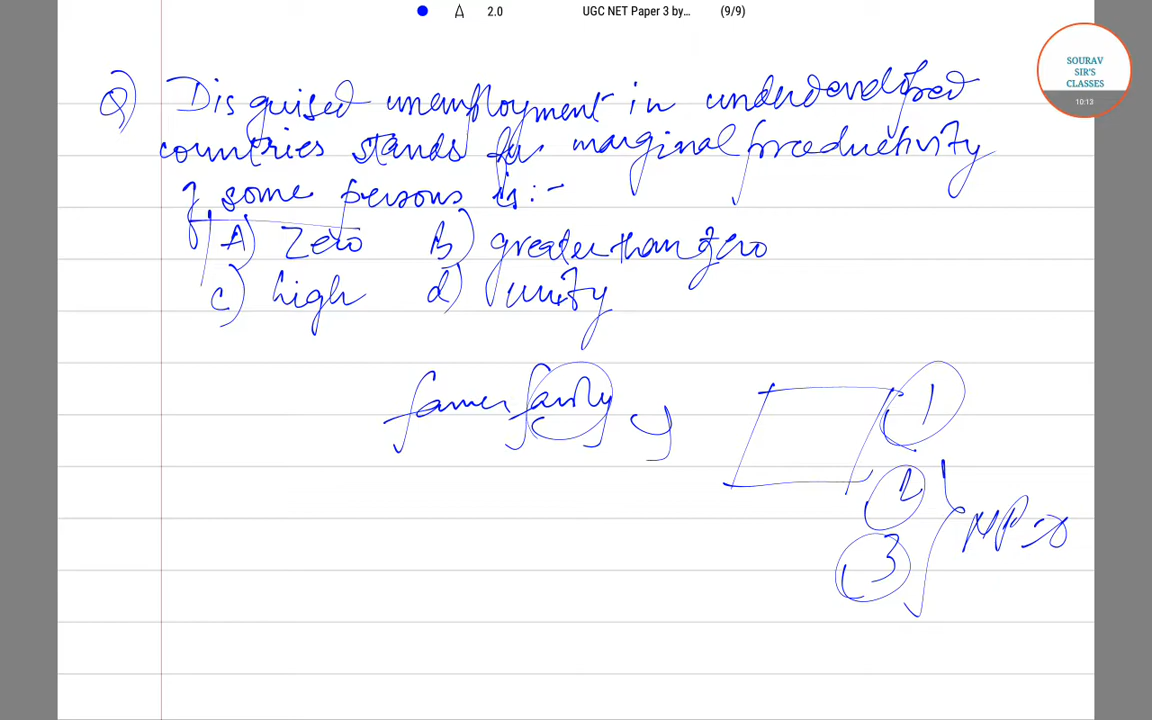 A 2.0 UGC NET Paper 3 by... (9/9)
SOURAV
SIR'S
CLASSES
10:13
Q) Disguised unemployment in underdeveloped
countries stands for marginal productivity
of some persons is :-
A) Zero B) greater than zero
c) high d) unity
farmer family y 1
2
3 MP = 0